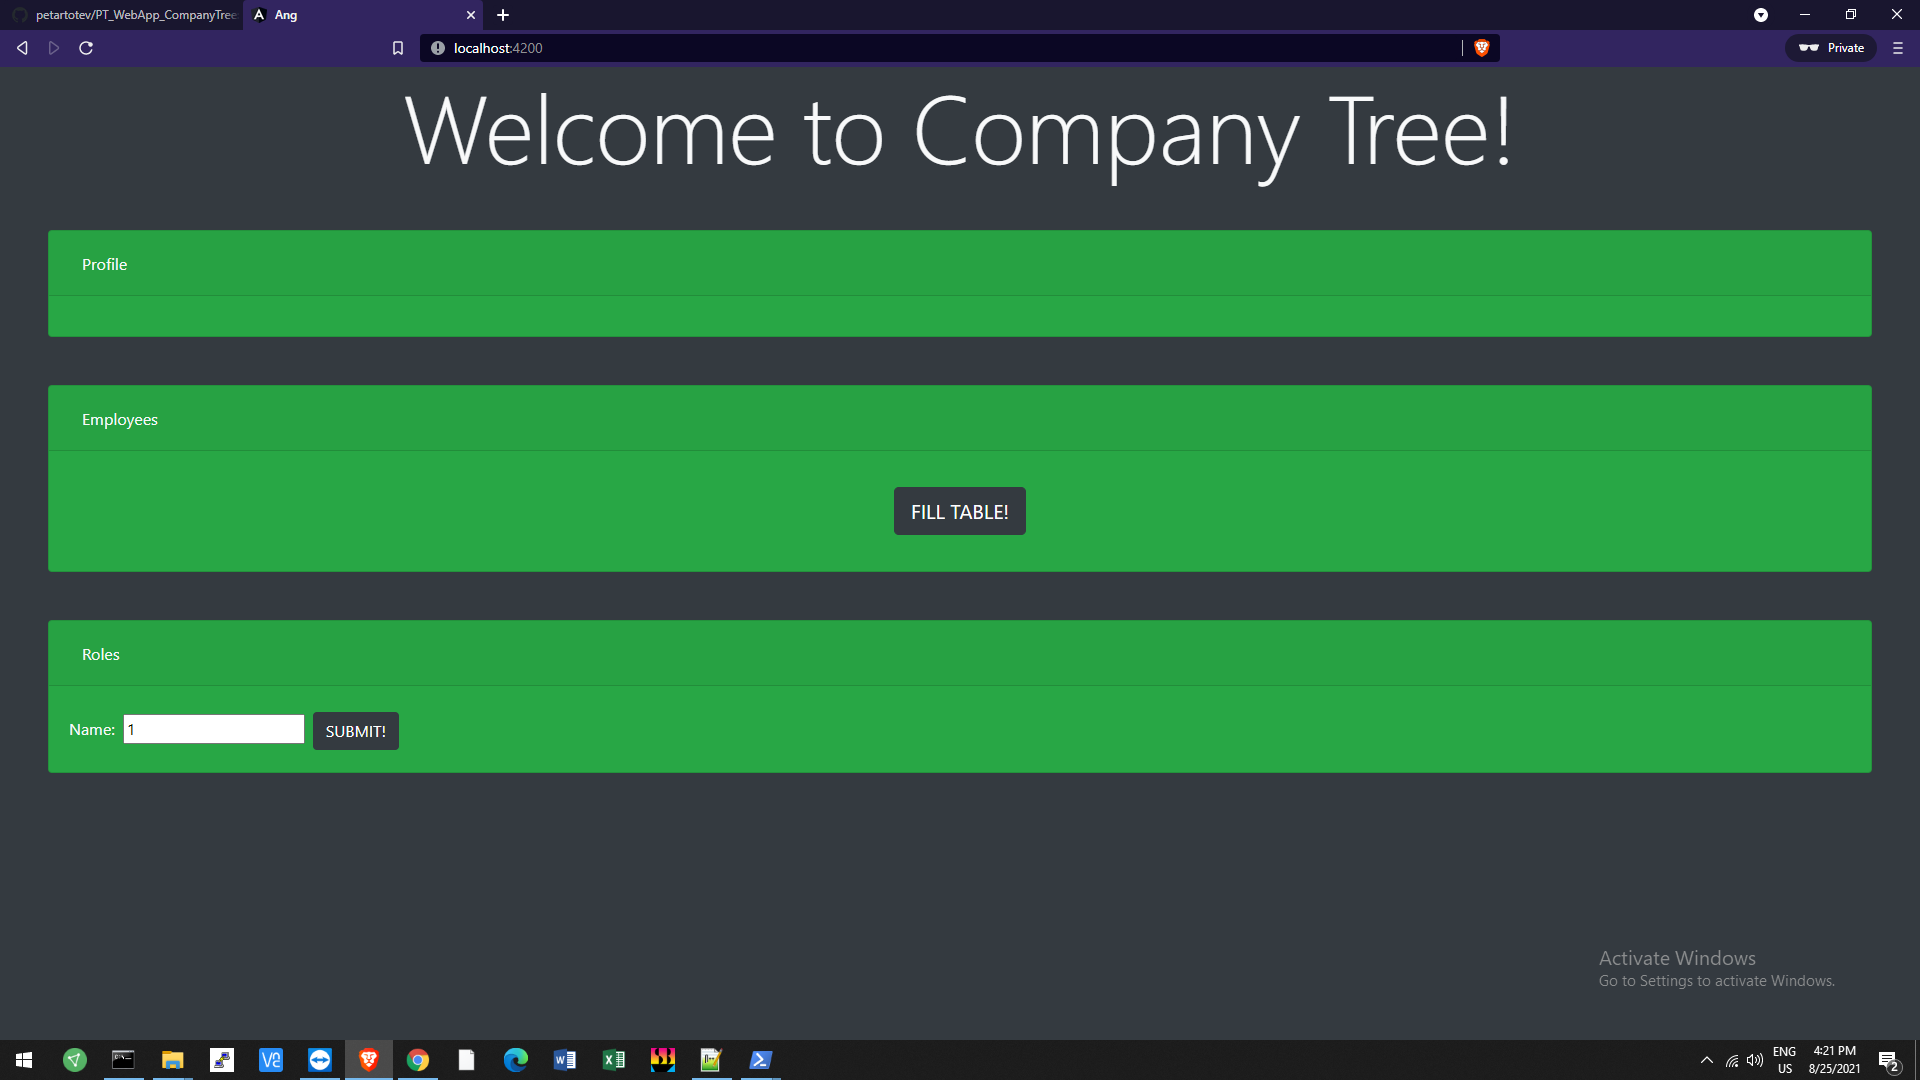 petartotev/PT_WebApp_CompanyTree
Ang
localhost:4200
Private
Welcome to Company Tree!
Profile
Employees
FILL TABLE!
Roles
Name: 1 SUBMIT!
Activate Windows
Go to Settings to activate Windows.
ENG
US
4:21 PM
8/25/2021
2